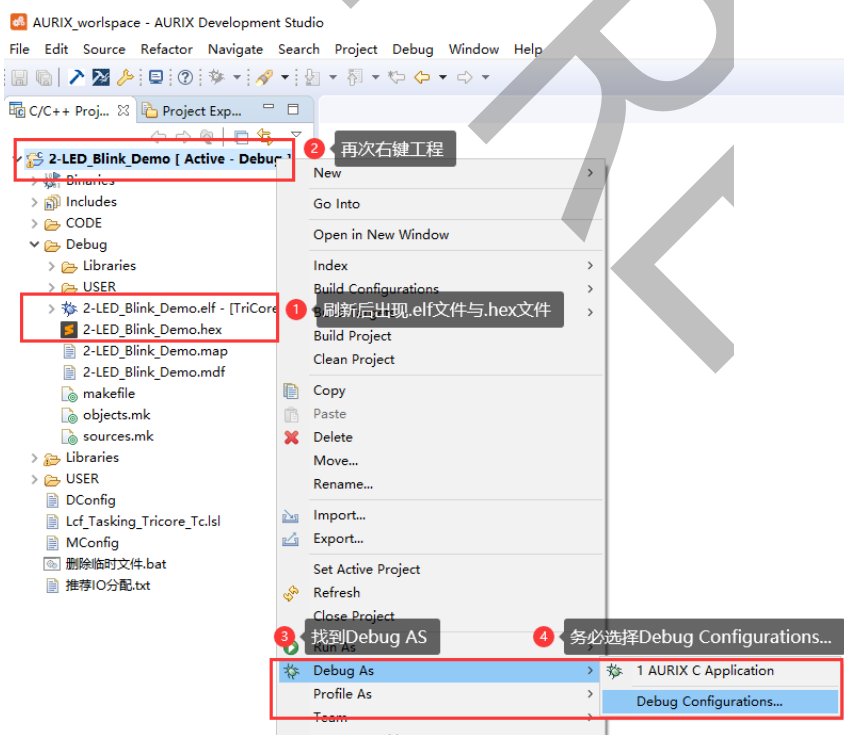 AURIX_worlspace - AURIX Development Studio
File Edit Source Refactor Navigate Search Project Debug Window Help
C/C++ Proj... Project Exp...
2-LED_Blink_Demo [ Active - Debug ]
2 再次右键工程
Binaries
Includes
CODE
Debug
Libraries
USER
2-LED_Blink_Demo.elf - [TriCore
2-LED_Blink_Demo.hex
2-LED_Blink_Demo.map
2-LED_Blink_Demo.mdf
makefile
objects.mk
sources.mk
Libraries
USER
DConfig
Lcf_Tasking_Tricore_Tc.lsl
MConfig
删除临时文件.bat
推荐IO分配.txt
New
Go Into
Open in New Window
Index
Build Configurations
1 刷新后出现.elf文件与.hex文件
Build Project
Clean Project
Copy
Paste
Delete
Move...
Rename...
Import...
Export...
Set Active Project
Refresh
Close Project
3 找到Debug AS
4 务必选择Debug Configurations...
Run As
Debug As
1 AURIX C Application
Profile As
Debug Configurations...
Team